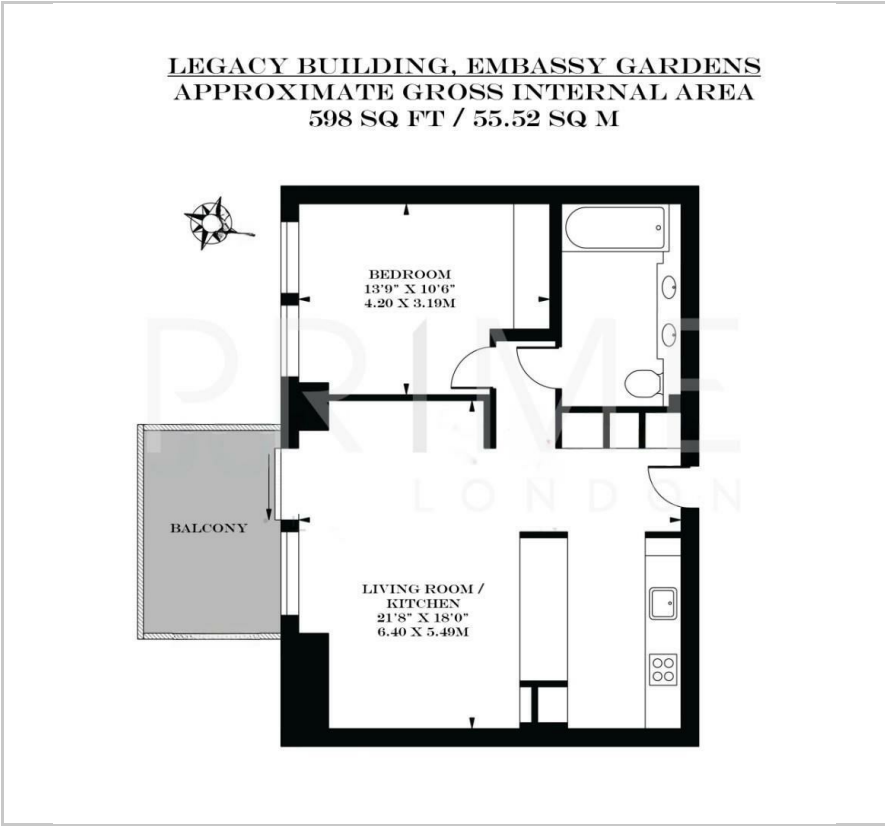 LEGACY BUILDING, EMBASSY GARDENS
APPROXIMATE GROSS INTERNAL AREA
598 SQ FT / 55.52 SQ M
BEDROOM
13'9" X 10'6"
4.20 X 3.19M
PRIME
LONDON
BALCONY
LIVING ROOM /
KITCHEN
21'8" X 18'0"
6.40 X 5.49M